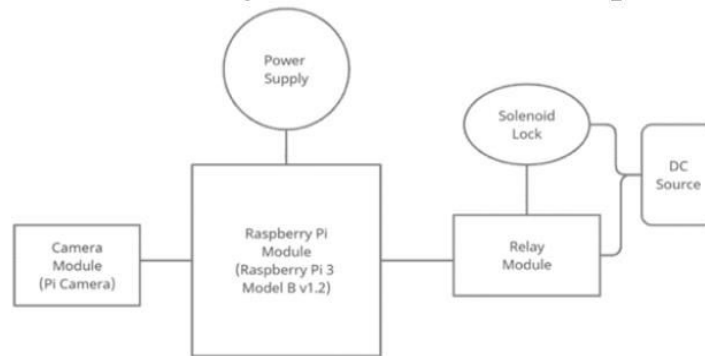 Power
Supply
Solenoid
Lock
DC
Source
Raspberry Pi
Module
(Raspberry Pi 3
Model B v1.2)
Camera
Module
(Pi Camera)
Relay
Module